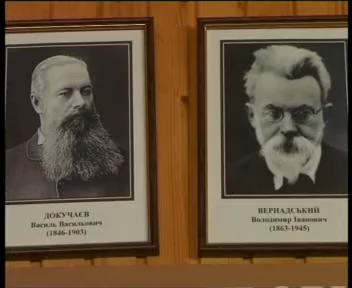 ДОКУЧАЄВ
Василь Васильович
(1846-1903)
ВЕРНАДСЬКИЙ
Володимир Іванович
(1863-1945)